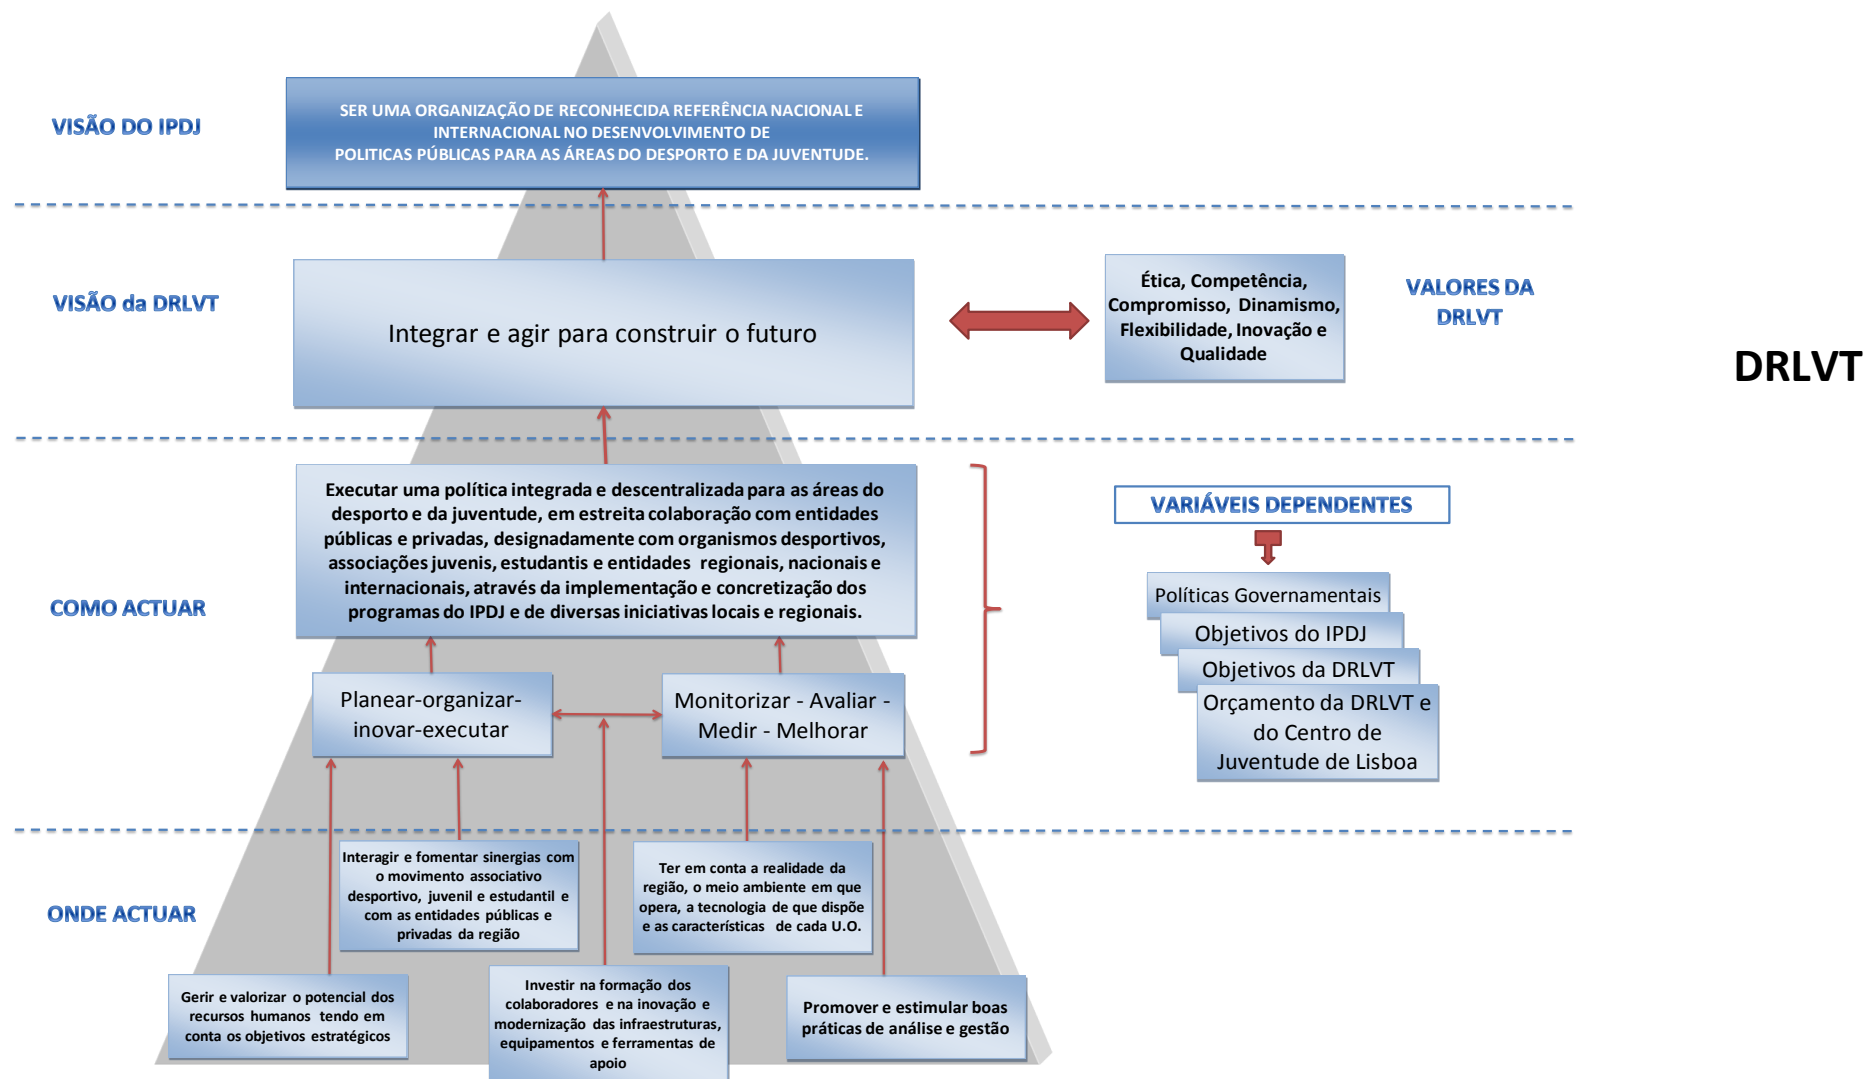 VISÃO DO IPDJ
SER UMA ORGANIZAÇÃO DE RECONHECIDA REFERÊNCIA NACIONAL E
INTERNACIONAL NO DESENVOLVIMENTO DE
POLITICAS PÚBLICAS PARA AS ÁREAS DO DESPORTO E DA JUVENTUDE.
VISÃO da DRLVT
Integrar e agir para construir o futuro
Ética, Competência,
Compromisso, Dinamismo,
Flexibilidade, Inovação e
Qualidade
VALORES DA
DRLVT
DRLVT
COMO ACTUAR
Executar uma política integrada e descentralizada para as áreas do
desporto e da juventude, em estreita colaboração com entidades
públicas e privadas, designadamente com organismos desportivos,
associações juvenis, estudantis e entidades regionais, nacionais e
internacionais, através da implementação e concretização dos
programas do IPDJ e de diversas iniciativas locais e regionais.
VARIÁVEIS DEPENDENTES
Políticas Governamentais
Objetivos do IPDJ
Objetivos da DRLVT
Orçamento da DRLVT e
do Centro de
Juventude de Lisboa
Planear-organizar-
inovar-executar
Monitorizar - Avaliar -
Medir - Melhorar
ONDE ACTUAR
Interagir e fomentar sinergias com
o movimento associativo
desportivo, juvenil e estudantil e
com as entidades públicas e
privadas da região
Ter em conta a realidade da
região, o meio ambiente em que
opera, a tecnologia de que dispõe
e as características de cada U.O.
Gerir e valorizar o potencial dos
recursos humanos tendo em
conta os objetivos estratégicos
Investir na formação dos
colaboradores e na inovação e
modernização das infraestruturas,
equipamentos e ferramentas de
apoio
Promover e estimular boas
práticas de análise e gestão